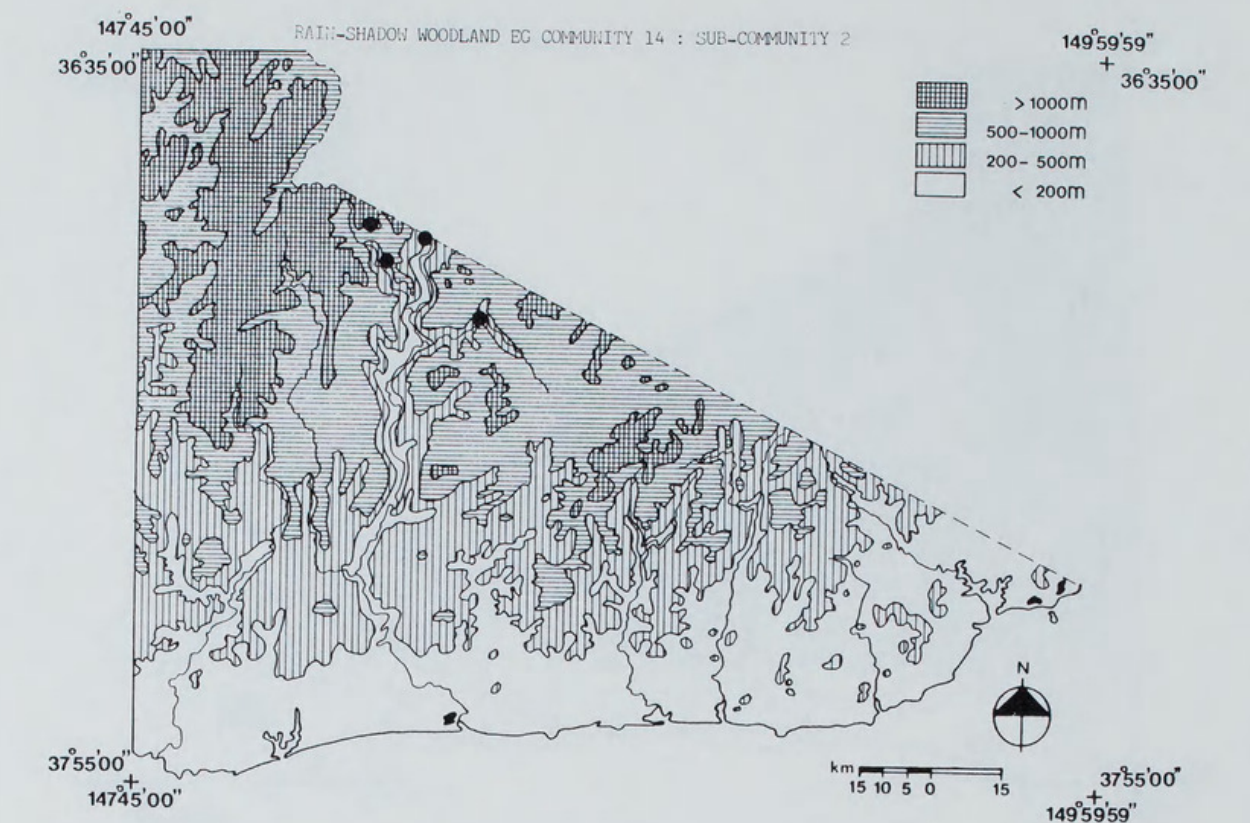 RAIN-SHADOW WOODLAND EG COMMUNITY 14 : SUB-COMMUNITY 2
147°45'00"
36°35'00"
149°59'59"
36°35'00"
>1000m
500-1000m
200- 500m
< 200m
N
km
15 10 5 0 15
37°55'00"
147°45'00"
37°55'00"
149°59'59"